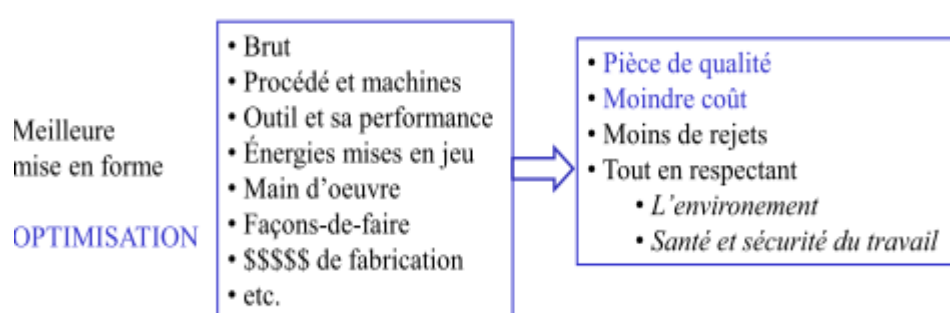 Meilleure
mise en forme
OPTIMISATION
• Brut
• Procédé et machines
• Outil et sa performance
• Énergies mises en jeu
• Main d'oeuvre
• Façons-de-faire
• $$$$$ de fabrication
• etc.
• Pièce de qualité
• Moindre coût
• Moins de rejets
• Tout en respectant
• L'environement
• Santé et sécurité du travail